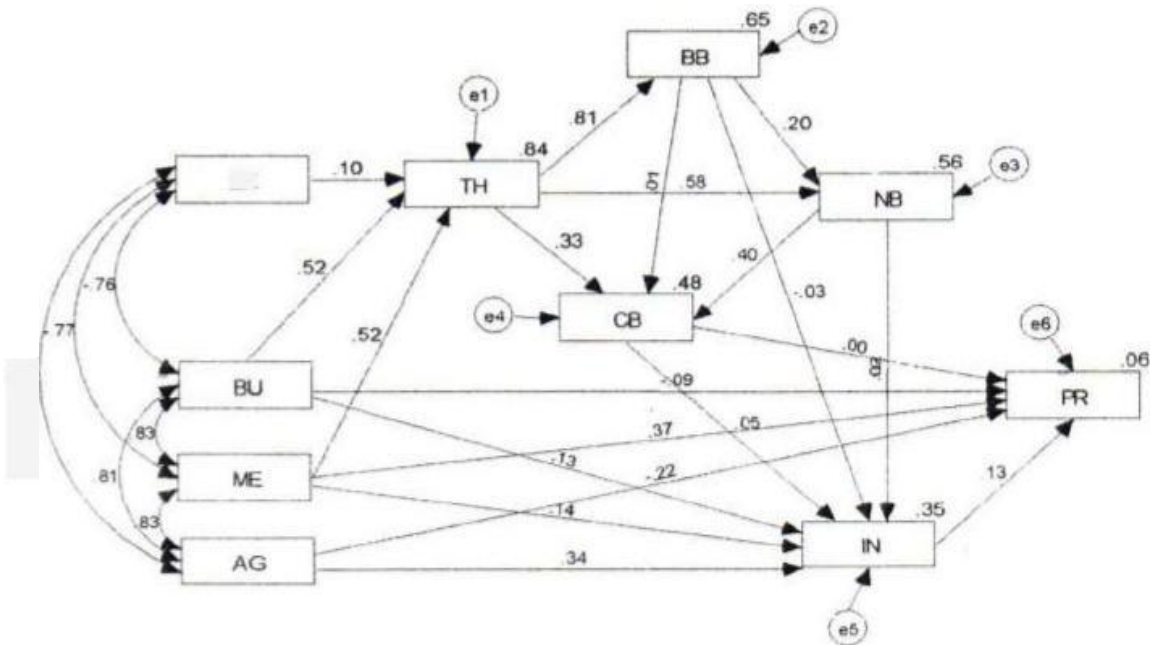 .65
BB
e2
e1
.81
.20
.84
.56
.10
TH
.01
.58
NB
e3
.33
-.76
.52
.40
-.03
.48
-.77
e4
CB
.52
e6
.00
.06
BU
-.09
PR
.83
.37
.05
.81
-.13
-.22
ME
.13
.83
.14
.35
AG
.34
IN
e5